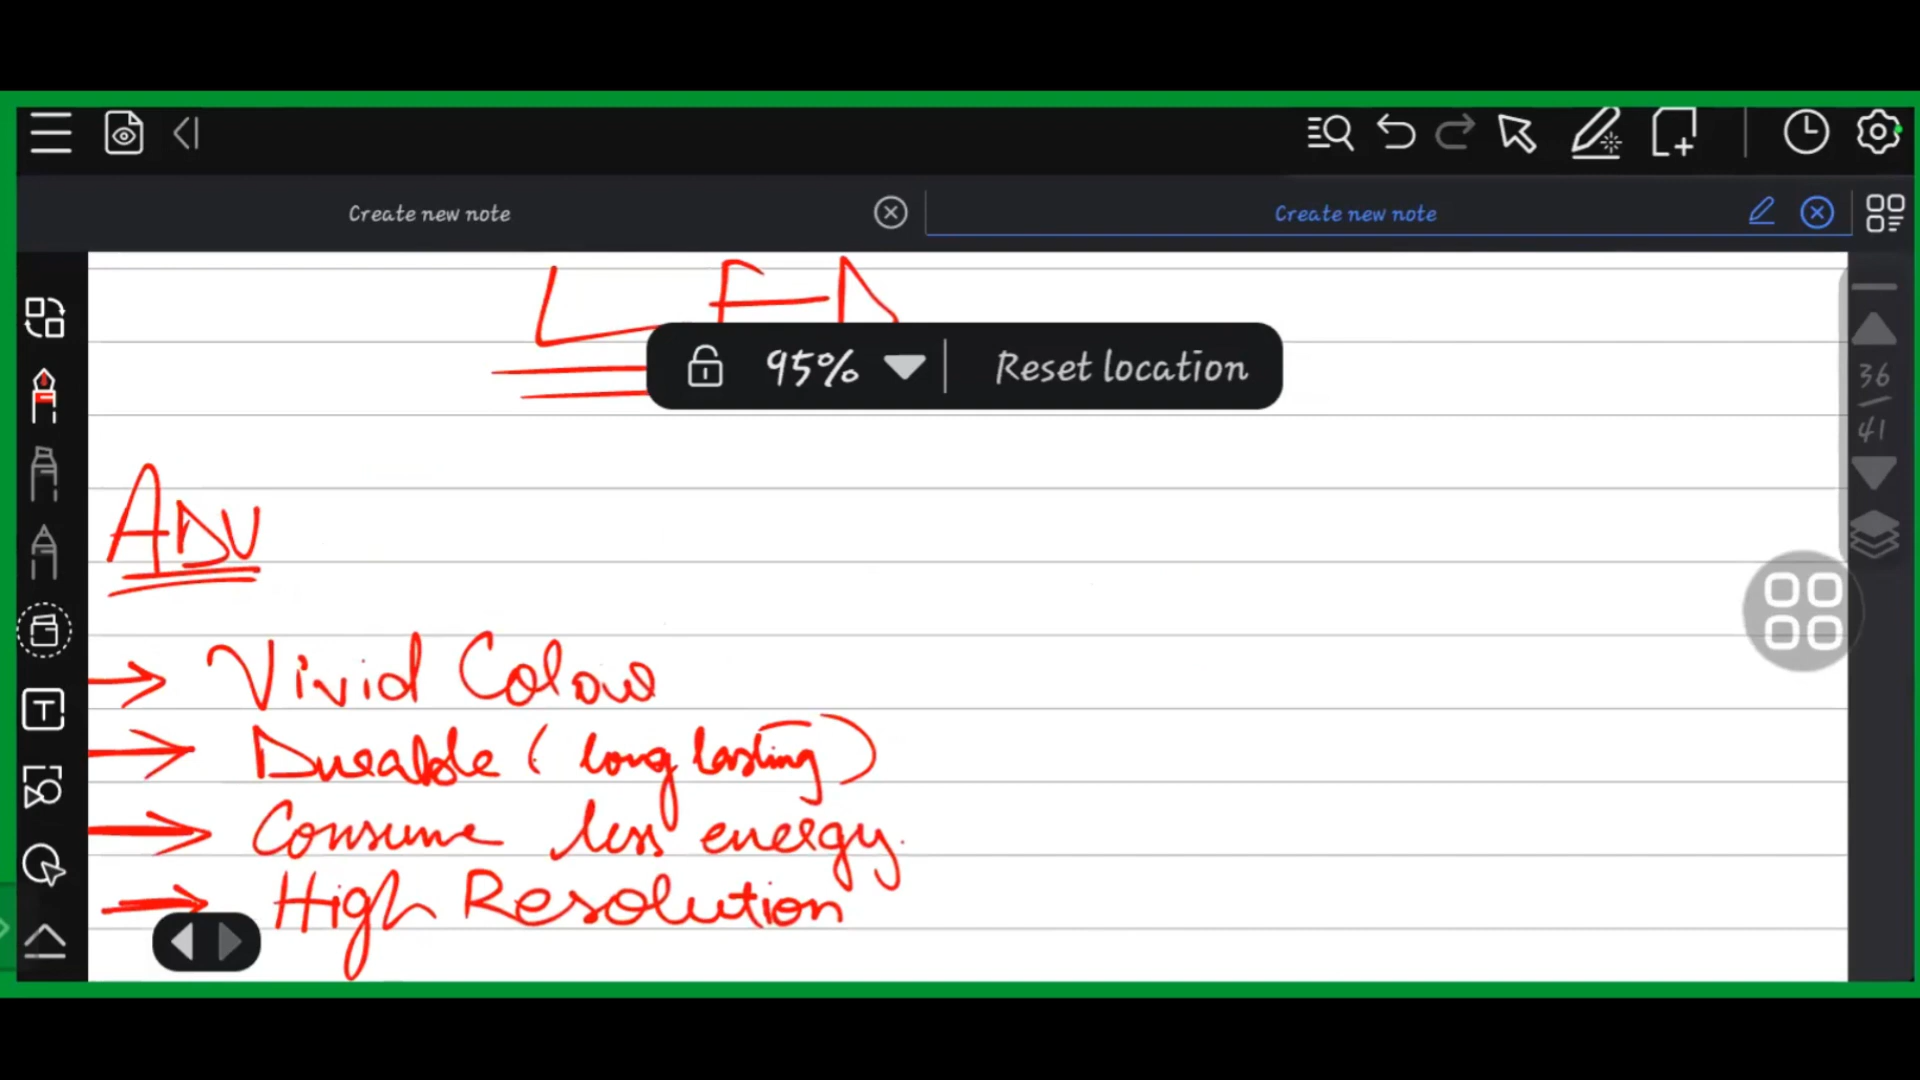 Create new note
Create new note
LED
95% Reset location
36
41
ADV
→ Vivid Colour
→ Durable (long lasting)
→ Consume less energy.
→ High Resolution